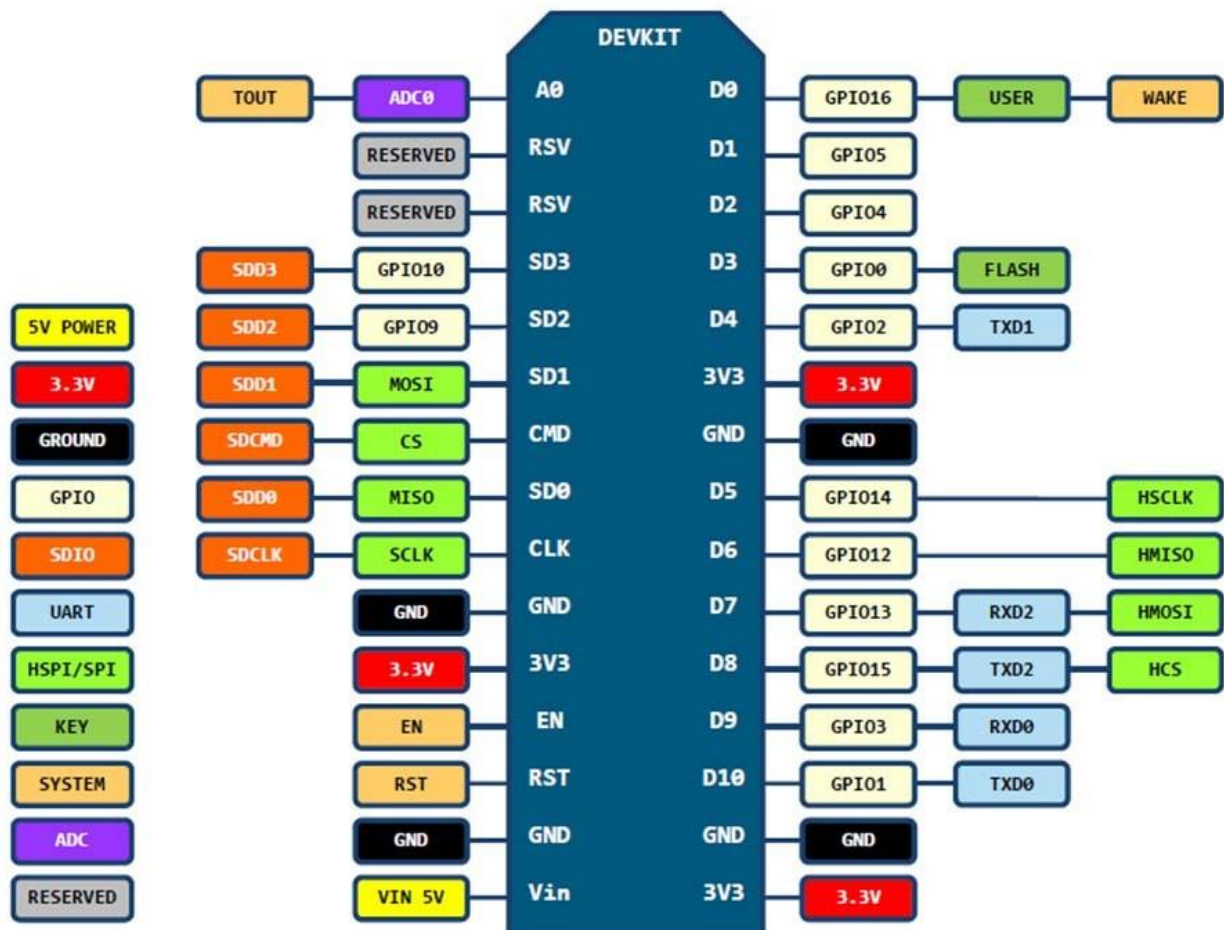 DEVKIT
TOUT ADC0 A0 D0 GPIO16 USER WAKE
RESERVED RSV D1 GPIO5
RESERVED RSV D2 GPIO4
SDD3 GPIO10 SD3 D3 GPIO0 FLASH
5V POWER SDD2 GPIO9 SD2 D4 GPIO2 TXD1
3.3V SDD1 MOSI SD1 3V3 3.3V
GROUND SDCMD CS CMD GND GND
GPIO SDD0 MISO SD0 D5 GPIO14 HSCLK
SDIO SDCLK SCLK CLK D6 GPIO12 HMISO
UART GND GND D7 GPIO13 RXD2 HMOSI
HSPI/SPI 3.3V 3V3 D8 GPIO15 TXD2 HCS
KEY EN EN D9 GPIO3 RXD0
SYSTEM RST RST D10 GPIO1 TXD0
ADC GND GND GND GND
RESERVED VIN 5V Vin 3V3 3.3V